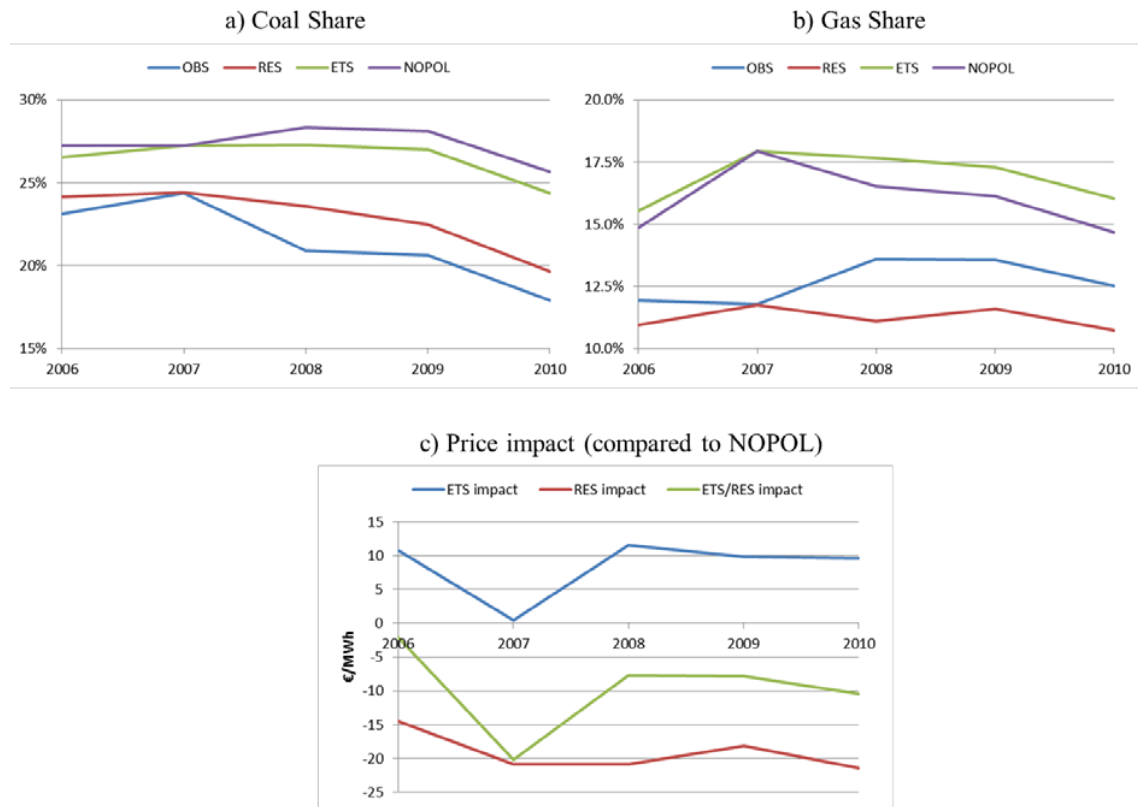 a) Coal Share
OBS RES ETS NOPOL
30%
25%
20%
15%
2006 2007 2008 2009 2010
b) Gas Share
OBS RES ETS NOPOL
20.0%
17.5%
15.0%
12.5%
10.0%
2006 2007 2008 2009 2010
c) Price impact (compared to NOPOL)
ETS impact RES impact ETS/RES impact
€/MWh
15
10
5
0
2006 2007 2008 2009 2010
-5
-10
-15
-20
-25